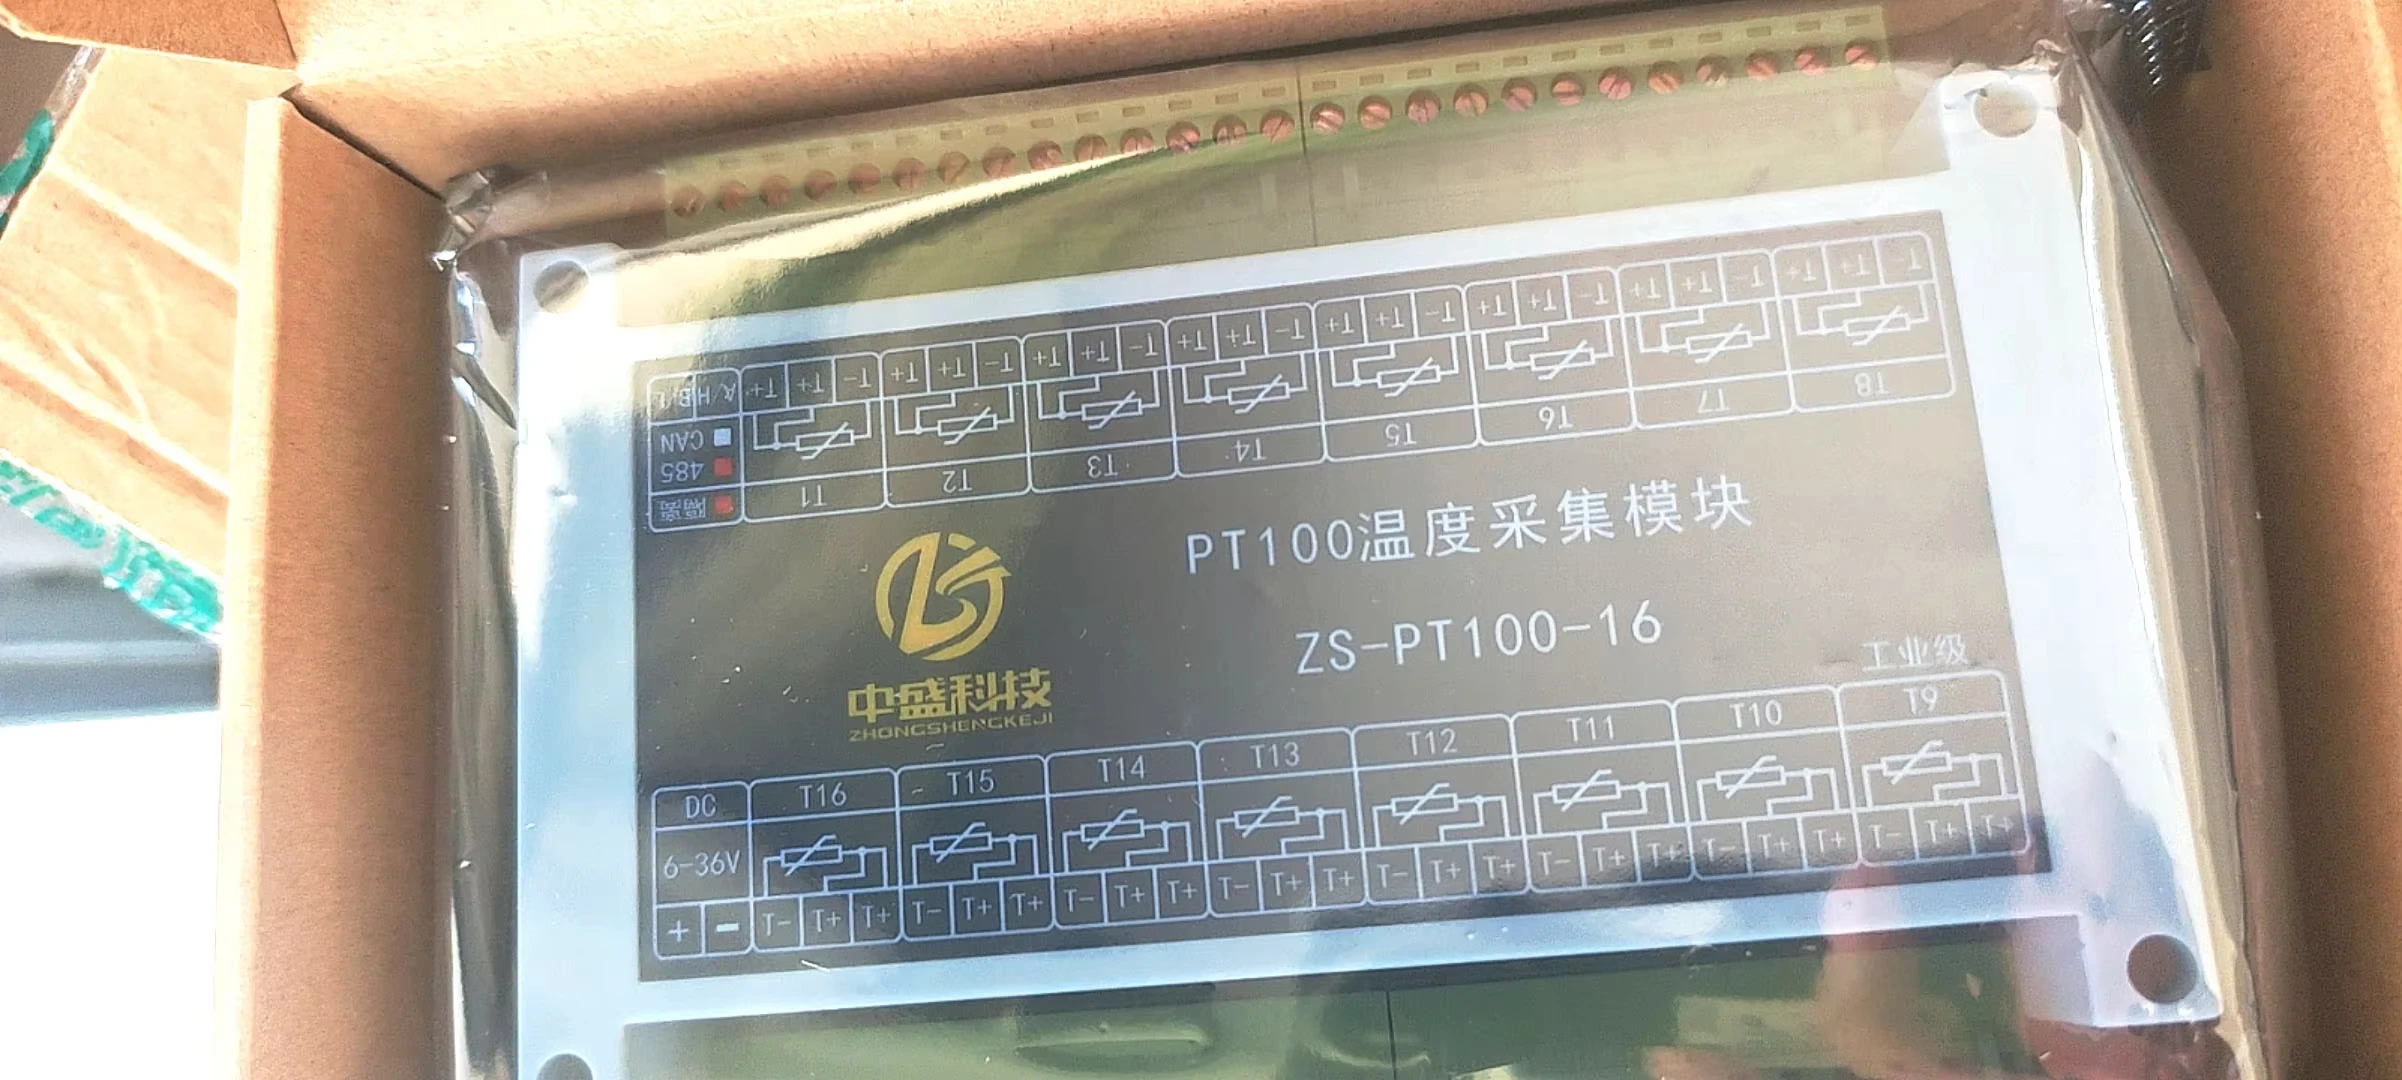 T+ T+ T- T+ T+ T- T+ T+ T- T+ T+ T- T+ T+ T- T+ T+ T- T+ T+ T- T+ T+ T-
B/L A/H
CAN
485
隔离
T1 T2 T3 T4 T5 T6 T7 T8
PT100温度采集模块
ZS-PT100-16
中盛科技
ZHONGSHENGKEJI
工业级
DC T16 T15 T14 T13 T12 T11 T10 T9
6-36V
+ - T- T+ T+ T- T+ T+ T- T+ T+ T- T+ T+ T- T+ T+ T- T+ T+ T- T+ T+ T- T+ T+